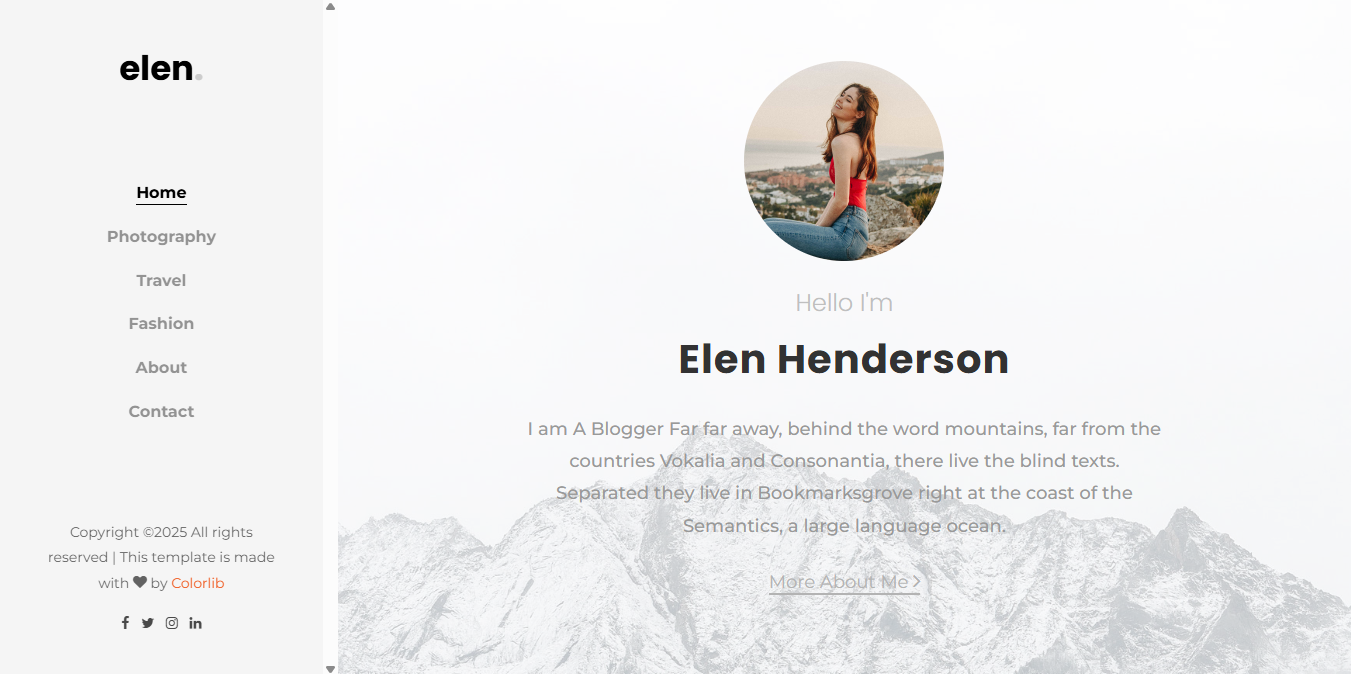 elen.
Home
Photography
Travel
Fashion
About
Contact
Copyright ©2025 All rights
reserved | This template is made
with ♥ by Colorlib
Hello I'm
Elen Henderson
I am A Blogger Far far away, behind the word mountains, far from the
countries Vokalia and Consonantia, there live the blind texts.
Separated they live in Bookmarksgrove right at the coast of the
Semantics, a large language ocean.
More About Me >